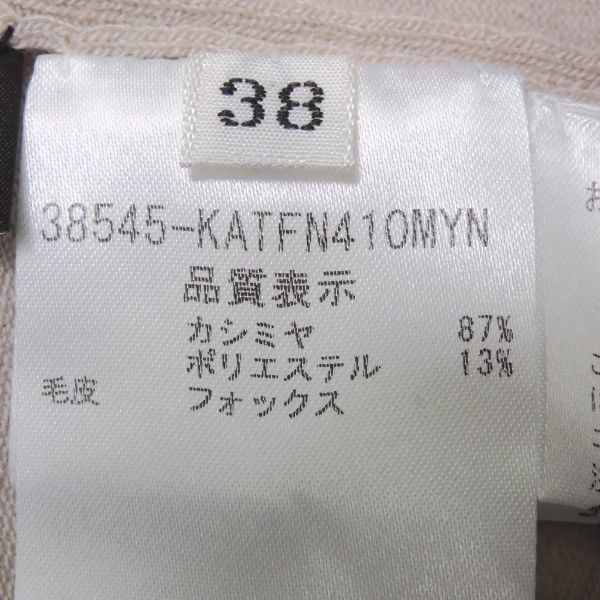 38
38545-KATFN410MYN
品質表示
カシミヤ 87%
ポリエステル 13%
毛皮 フォックス
お